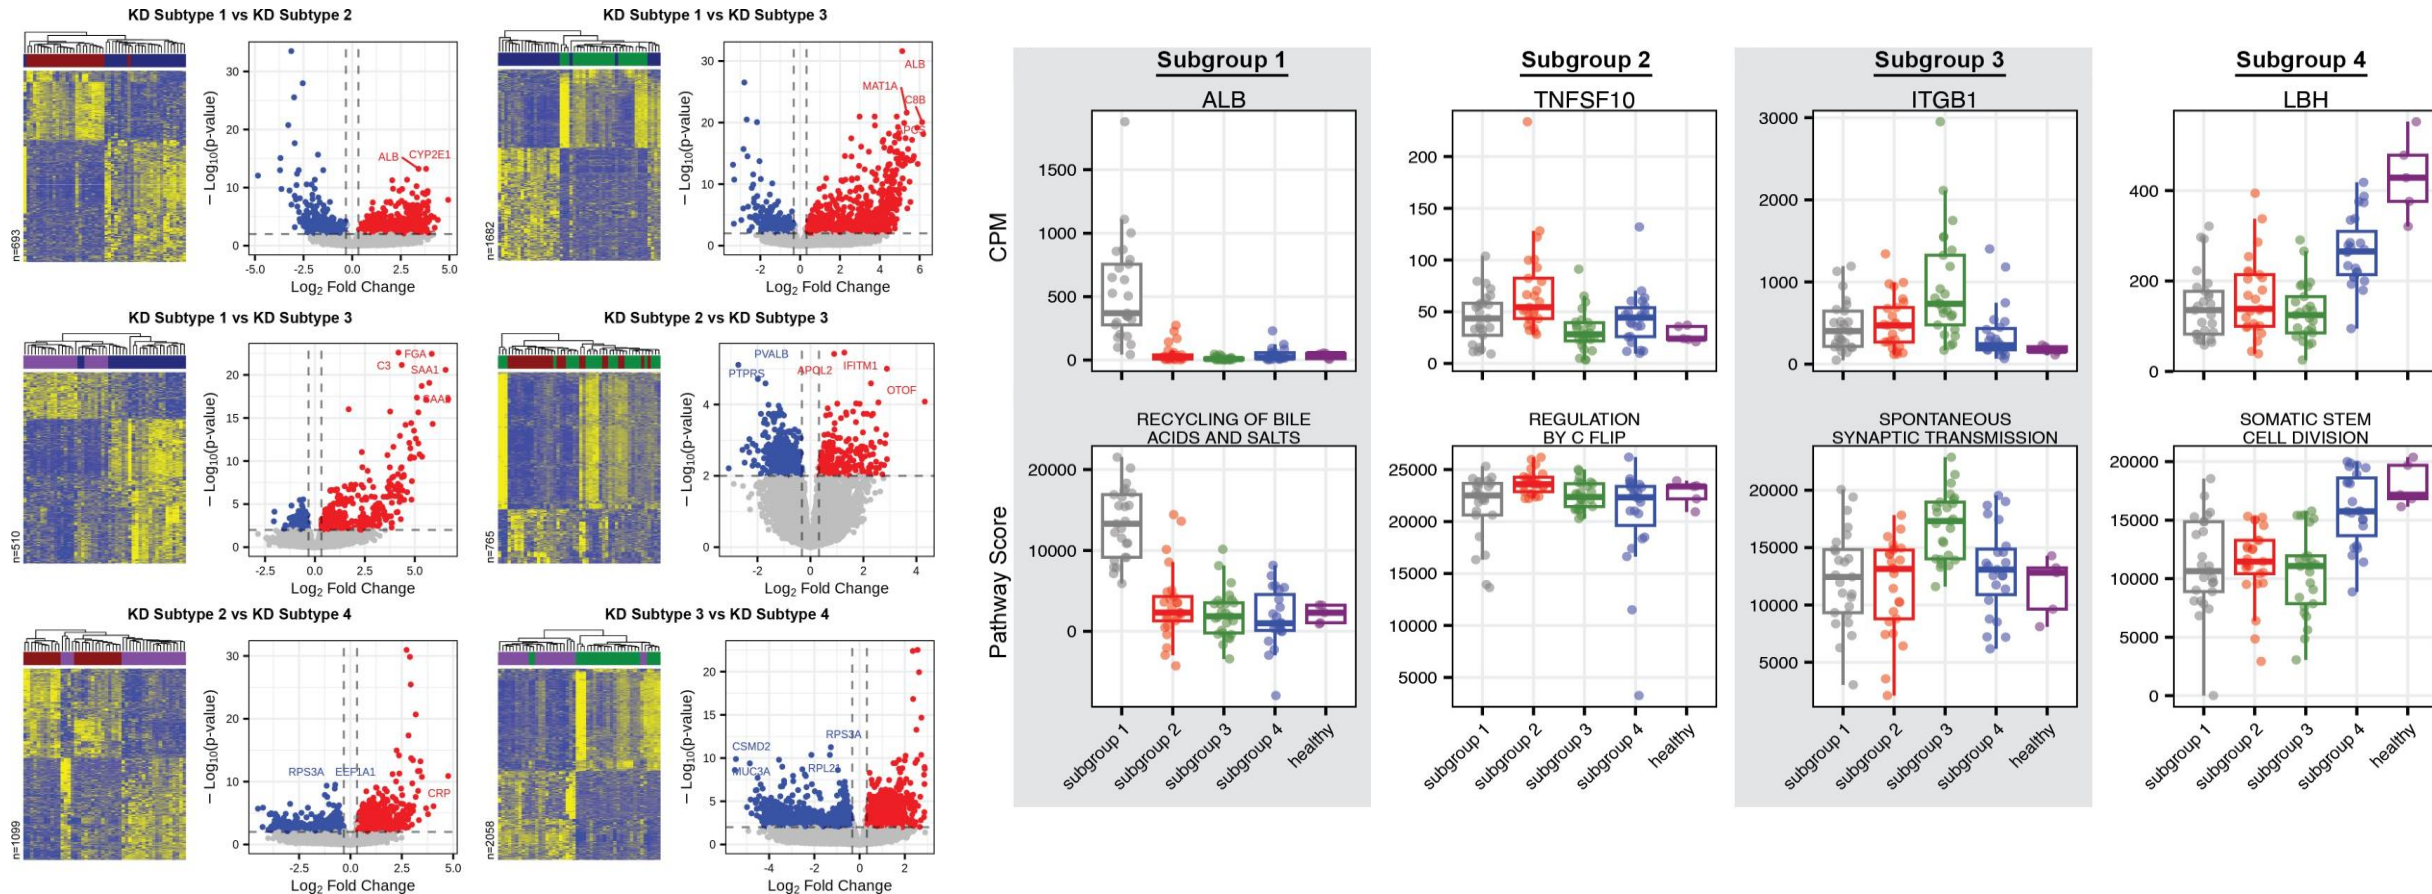 KD Subtype 1 vs KD Subtype 2
n=693
− Log10(p-value)
30
20
10
0
ALB
CYP2E1
-5.0
-2.5
0.0
2.5
5.0
Log2 Fold Change
KD Subtype 1 vs KD Subtype 3
n=1682
− Log10(p-value)
30
20
10
0
ALB
MAT1A
C8B
-2
0
2
4
6
Log2 Fold Change
KD Subtype 1 vs KD Subtype 3
n=510
− Log10(p-value)
20
15
10
5
0
FGA
C3
SAA1
-2.5
0.0
2.5
5.0
Log2 Fold Change
KD Subtype 2 vs KD Subtype 3
n=765
− Log10(p-value)
4
2
0
PVALB
PTPRS
APOL2
IFITM1
OTOF
-2
0
2
4
Log2 Fold Change
KD Subtype 2 vs KD Subtype 4
n=1099
− Log10(p-value)
30
20
10
0
RPS3A
EEF1A1
CRP
-2.5
0.0
2.5
5.0
Log2 Fold Change
KD Subtype 3 vs KD Subtype 4
n=2058
− Log10(p-value)
20
15
10
5
0
CSMD2
MUC3A
RPS3A
RPL21
-4
-2
0
2
Log2 Fold Change
Subgroup 1
ALB
CPM
1500
1000
500
0
RECYCLING OF BILE
ACIDS AND SALTS
Pathway Score
20000
10000
0
subgroup 1
subgroup 2
subgroup 3
subgroup 4
healthy
Subgroup 2
TNFSF10
200
150
100
50
0
REGULATION
BY C FLIP
25000
20000
15000
10000
5000
subgroup 1
subgroup 2
subgroup 3
subgroup 4
healthy
Subgroup 3
ITGB1
3000
2000
1000
0
SPONTANEOUS
SYNAPTIC TRANSMISSION
20000
15000
10000
5000
subgroup 1
subgroup 2
subgroup 3
subgroup 4
healthy
Subgroup 4
LBH
400
200
0
SOMATIC STEM
CELL DIVISION
20000
15000
10000
5000
0
subgroup 1
subgroup 2
subgroup 3
subgroup 4
healthy